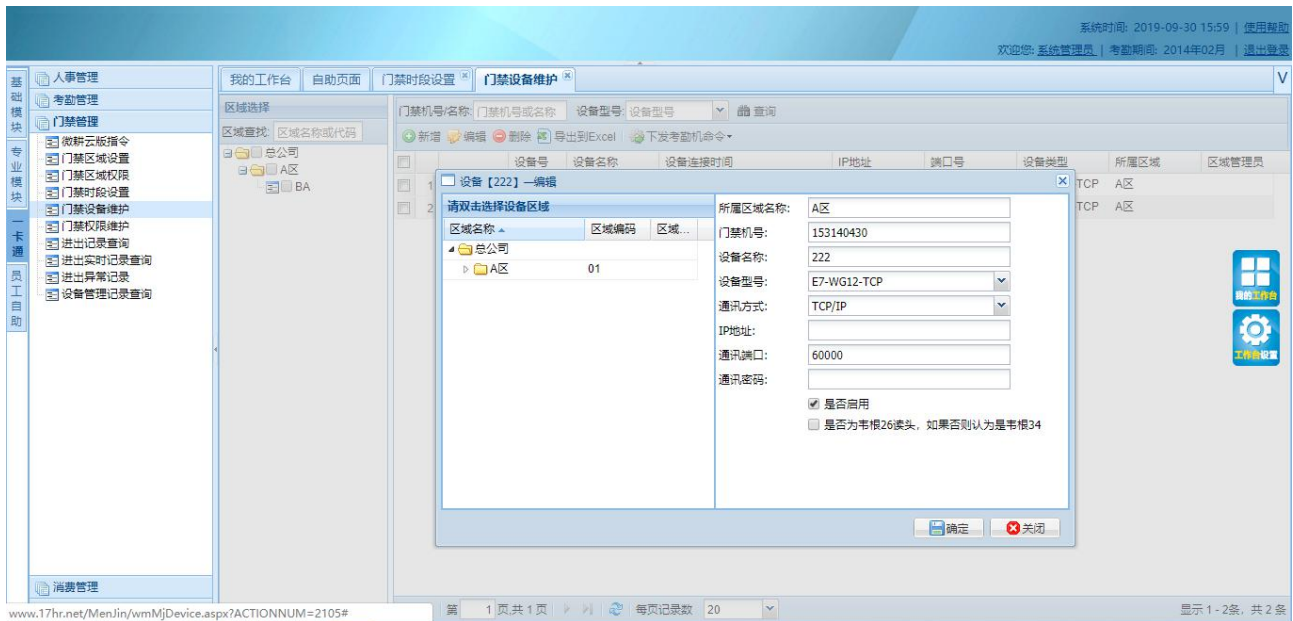 系统时间: 2019-09-30 15:59 | 使用帮助
欢迎您: 系统管理员 | 考勤期间: 2014年02月 | 退出登录
基础模块
专业模块
一卡通
员工自助
人事管理
考勤管理
门禁管理
微耕云版指令
门禁区域设置
门禁区域权限
门禁时段设置
门禁设备维护
门禁权限维护
进出记录查询
进出实时记录查询
进出异常记录
设备管理记录查询
消费管理
我的工作台 自助页面 门禁时段设置 门禁设备维护 V
区域选择
区域查找: 区域名称或代码
总公司
A区
BA
门禁机号/名称: 门禁机号或名称 设备型号: 设备型号 查询
新增 编辑 删除 导出到Excel 下发考勤机命令
设备号 设备名称 设备连接时间 IP地址 端口号 设备类型 所属区域 区域管理员
1 TCP A区
2 TCP A区
设备【222】—编辑
请双击选择设备区域
区域名称 区域编码 区域...
总公司
A区 01
所属区域名称: A区
门禁机号: 153140430
设备名称: 222
设备型号: E7-WG12-TCP
通讯方式: TCP/IP
IP地址:
通讯端口: 60000
通讯密码:
是否启用
是否为韦根26读头，如果否则认为是韦根34
确定 关闭
我的工作台
工作台设置
www.17hr.net/MenJin/wmMjDevice.aspx?ACTIONNUM=2105#
第 1 页,共 1 页 每页记录数 20 显示 1 - 2条，共 2 条